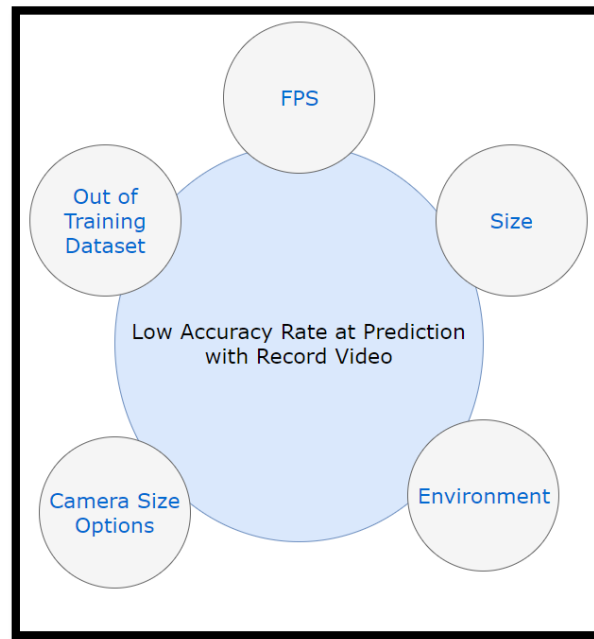 FPS
Out of
Training
Dataset
Size
Low Accuracy Rate at Prediction
with Record Video
Camera Size
Options
Environment